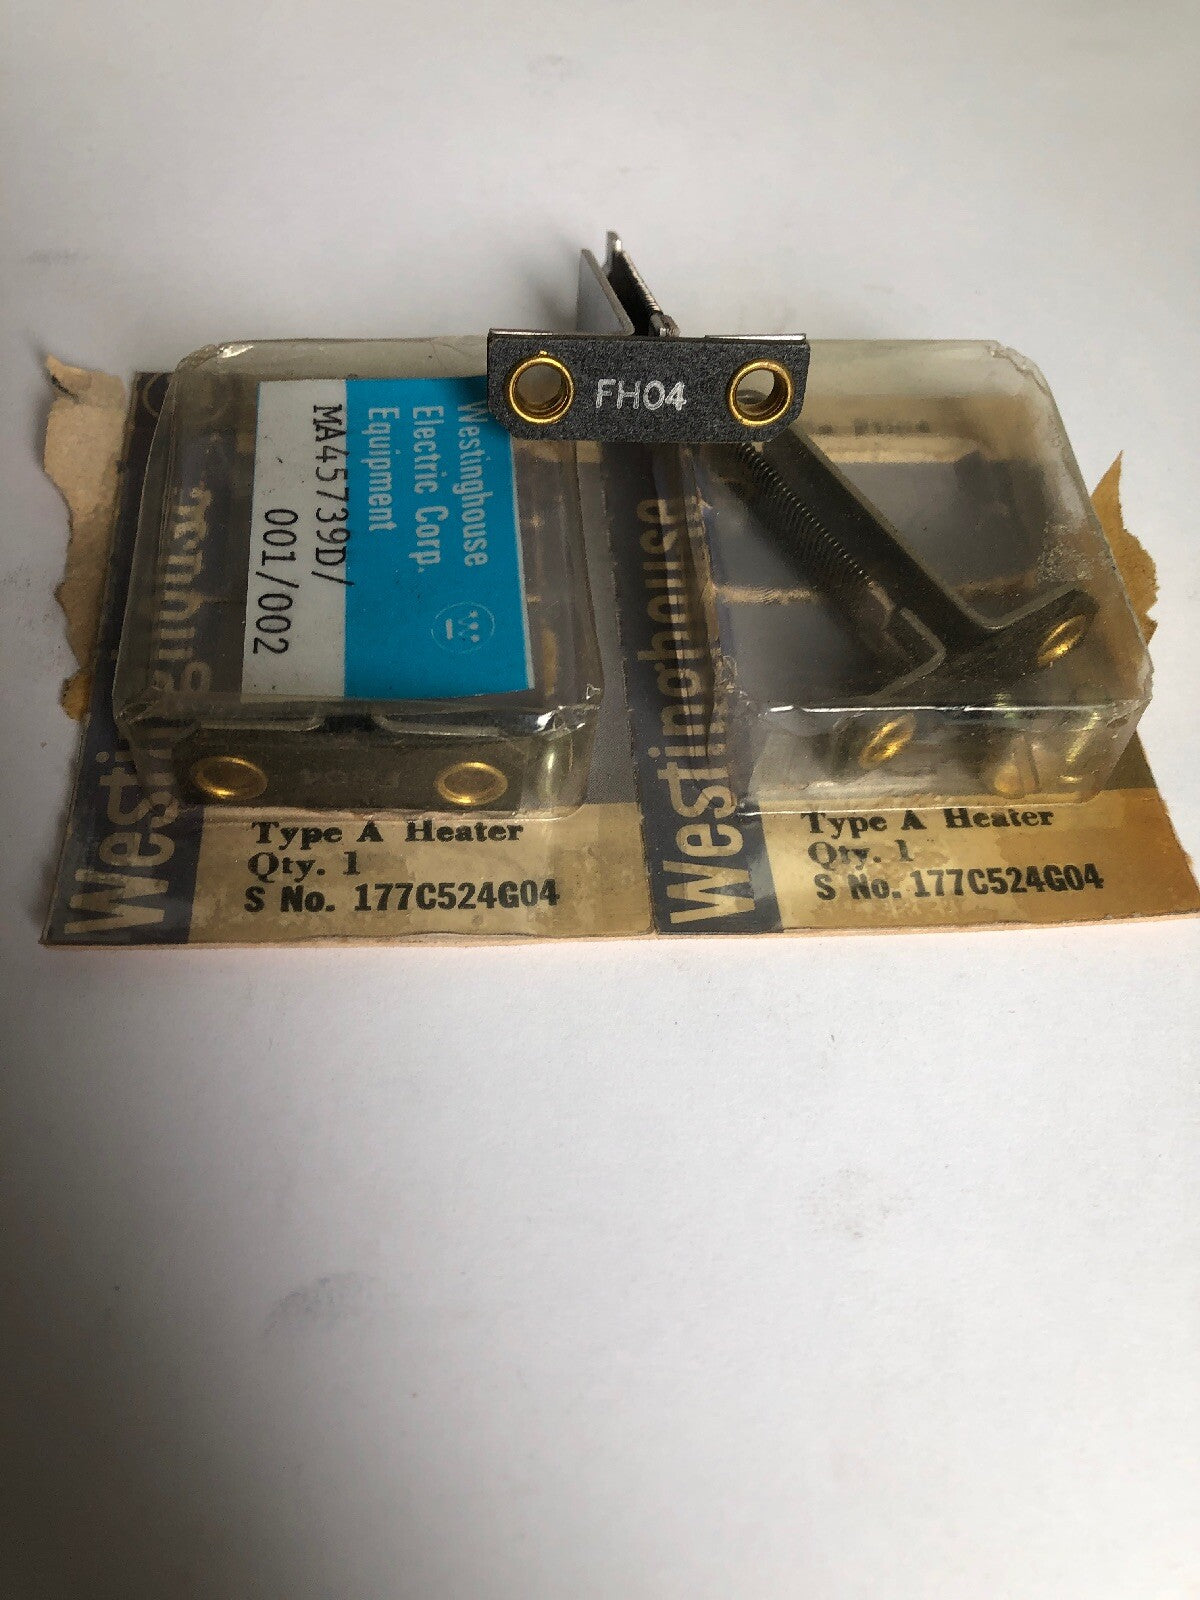 FH04
Westinghouse
Electric Corp.
Equipment
MA45739D/
001/002
Westinghouse
Type A Heater
Qty. 1
S No. 177C524G04
Westinghouse
Type A Heater
Qty. 1
S No. 177C524G04